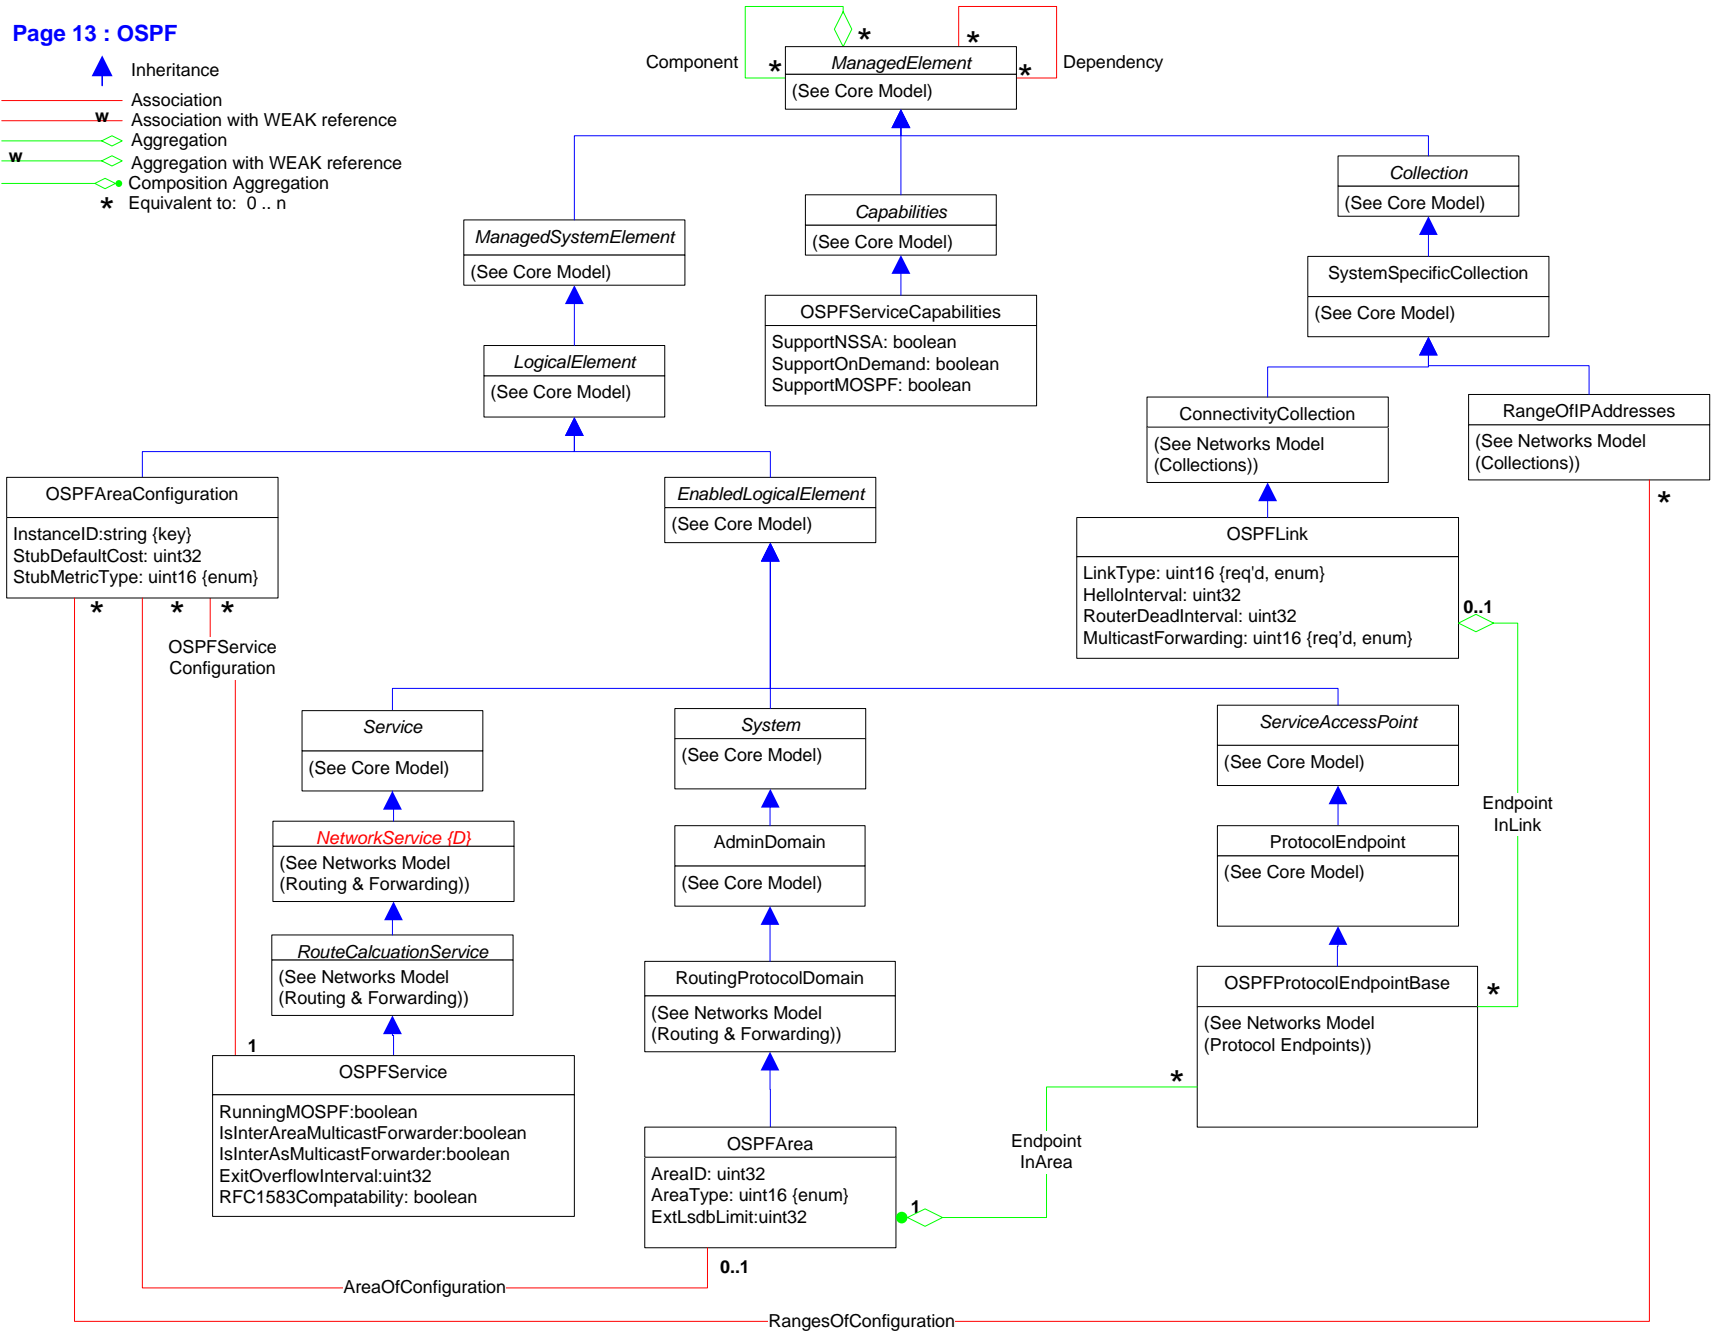 Page 13 : OSPF
Inheritance
Association
w
Association with WEAK reference
Aggregation
w
Aggregation with WEAK reference
Composition Aggregation
* Equivalent to: 0 .. n
Component
*
*
*
*
Dependency
ManagedElement
(See Core Model)
Collection
(See Core Model)
Capabilities
(See Core Model)
ManagedSystemElement
(See Core Model)
SystemSpecificCollection
(See Core Model)
OSPFServiceCapabilities
SupportNSSA: boolean
SupportOnDemand: boolean
SupportMOSPF: boolean
LogicalElement
(See Core Model)
ConnectivityCollection
(See Networks Model
(Collections))
RangeOfIPAddresses
(See Networks Model
(Collections))
*
OSPFAreaConfiguration
InstanceID:string {key}
StubDefaultCost: uint32
StubMetricType: uint16 {enum}
*
*
*
EnabledLogicalElement
(See Core Model)
OSPFLink
LinkType: uint16 {req'd, enum}
HelloInterval: uint32
RouterDeadInterval: uint32
MulticastForwarding: uint16 {req'd, enum}
0..1
OSPFService
Configuration
Service
(See Core Model)
System
(See Core Model)
ServiceAccessPoint
(See Core Model)
Endpoint
InLink
NetworkService {D}
(See Networks Model
(Routing & Forwarding))
AdminDomain
(See Core Model)
ProtocolEndpoint
(See Core Model)
RouteCalcuationService
(See Networks Model
(Routing & Forwarding))
RoutingProtocolDomain
(See Networks Model
(Routing & Forwarding))
OSPFProtocolEndpointBase
(See Networks Model
(Protocol Endpoints))
*
*
1
OSPFService
RunningMOSPF:boolean
IsInterAreaMulticastForwarder:boolean
IsInterAsMulticastForwarder:boolean
ExitOverflowInterval:uint32
RFC1583Compatability: boolean
OSPFArea
AreaID: uint32
AreaType: uint16 {enum}
ExtLsdbLimit:uint32
1
Endpoint
InArea
0..1
AreaOfConfiguration
RangesOfConfiguration